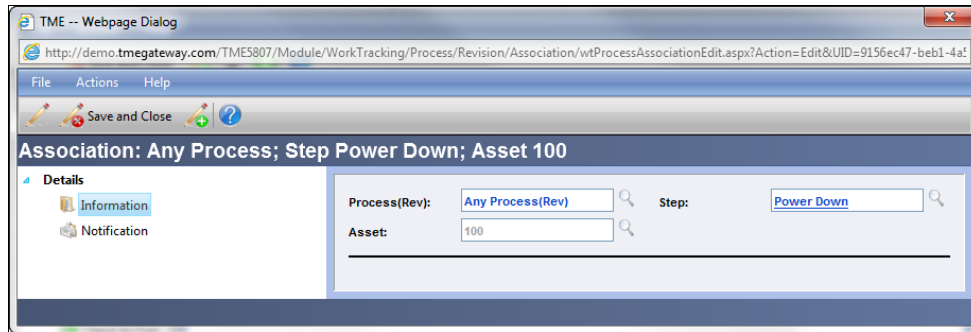 TME -- Webpage Dialog
http://demo.tmegateway.com/TME5807/Module/WorkTracking/Process/Revision/Association/wtProcessAssociationEdit.aspx?Action=Edit&UID=9156ec47-beb1-4a5
File Actions Help
Save and Close
Association: Any Process; Step Power Down; Asset 100
Details
Information
Notification
Process(Rev): Any Process(Rev) Step: Power Down
Asset: 100